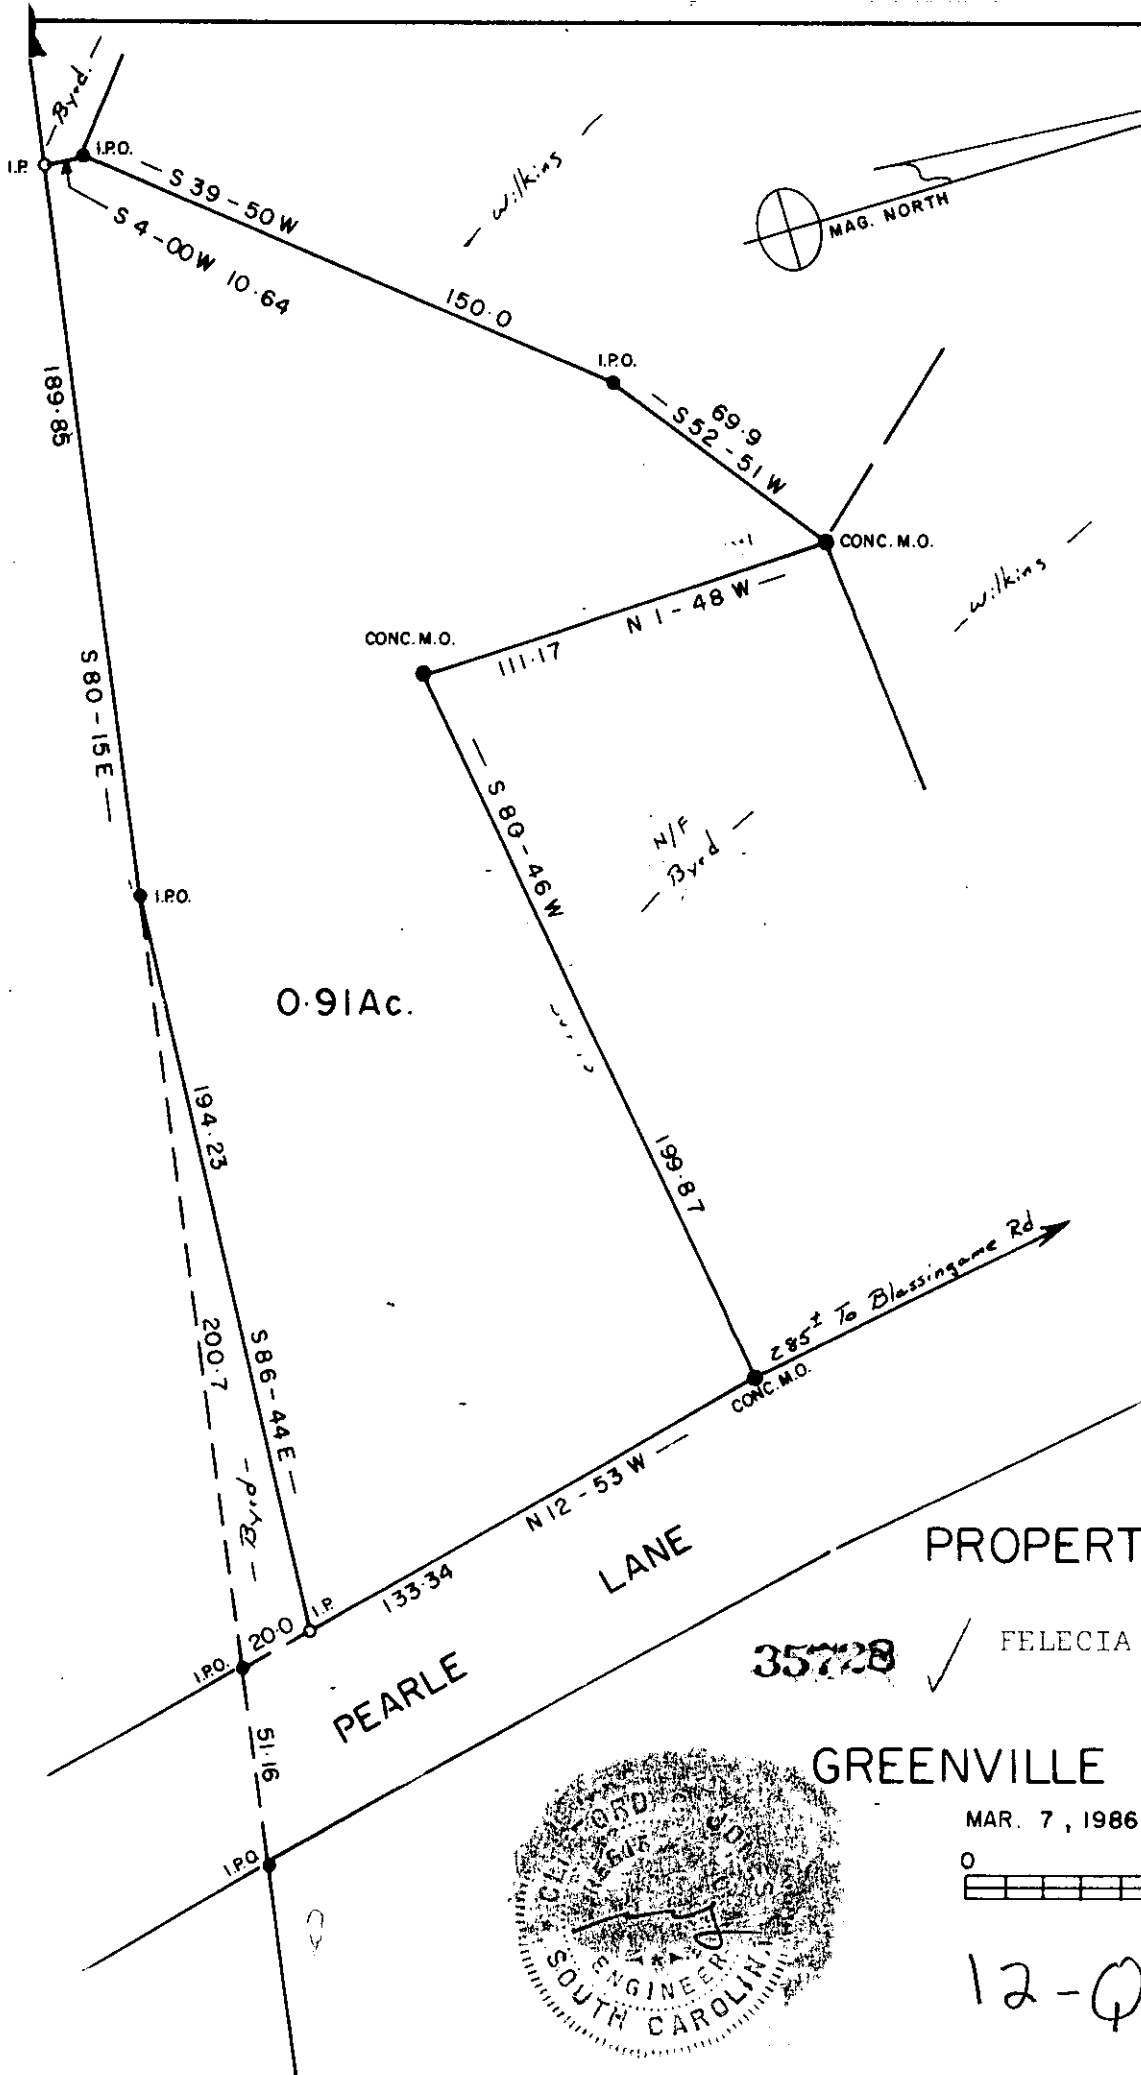 - Byrd. -
I.P.
I.P.O.
- S 39-50 W
150.0
S 4-00 W 10.64
- Wilkins -
MAG. NORTH
I.P.O.
69.9
- S 52-51 W
CONC. M.O.
- Wilkins -
N 1-48 W -
111.17
CONC. M.O.
189.85
S 80-15 E -
I.P.O.
- S 80-46 W
199.87
N/F
- Byrd -
0.91 Ac.
194.23
S 86-44 E -
200.7
- Byrd -
285± To Blassingame Rd
CONC. M.O.
N 12-53 W -
133.34
I.P.
20.0
I.P.O.
PEARLE LANE
51.16
I.P.O.
PROPERT
35728
FELECIA
GREENVILLE
MAR. 7, 1986
0
ENGINEER
SOUTH CAROLINA
12-Q